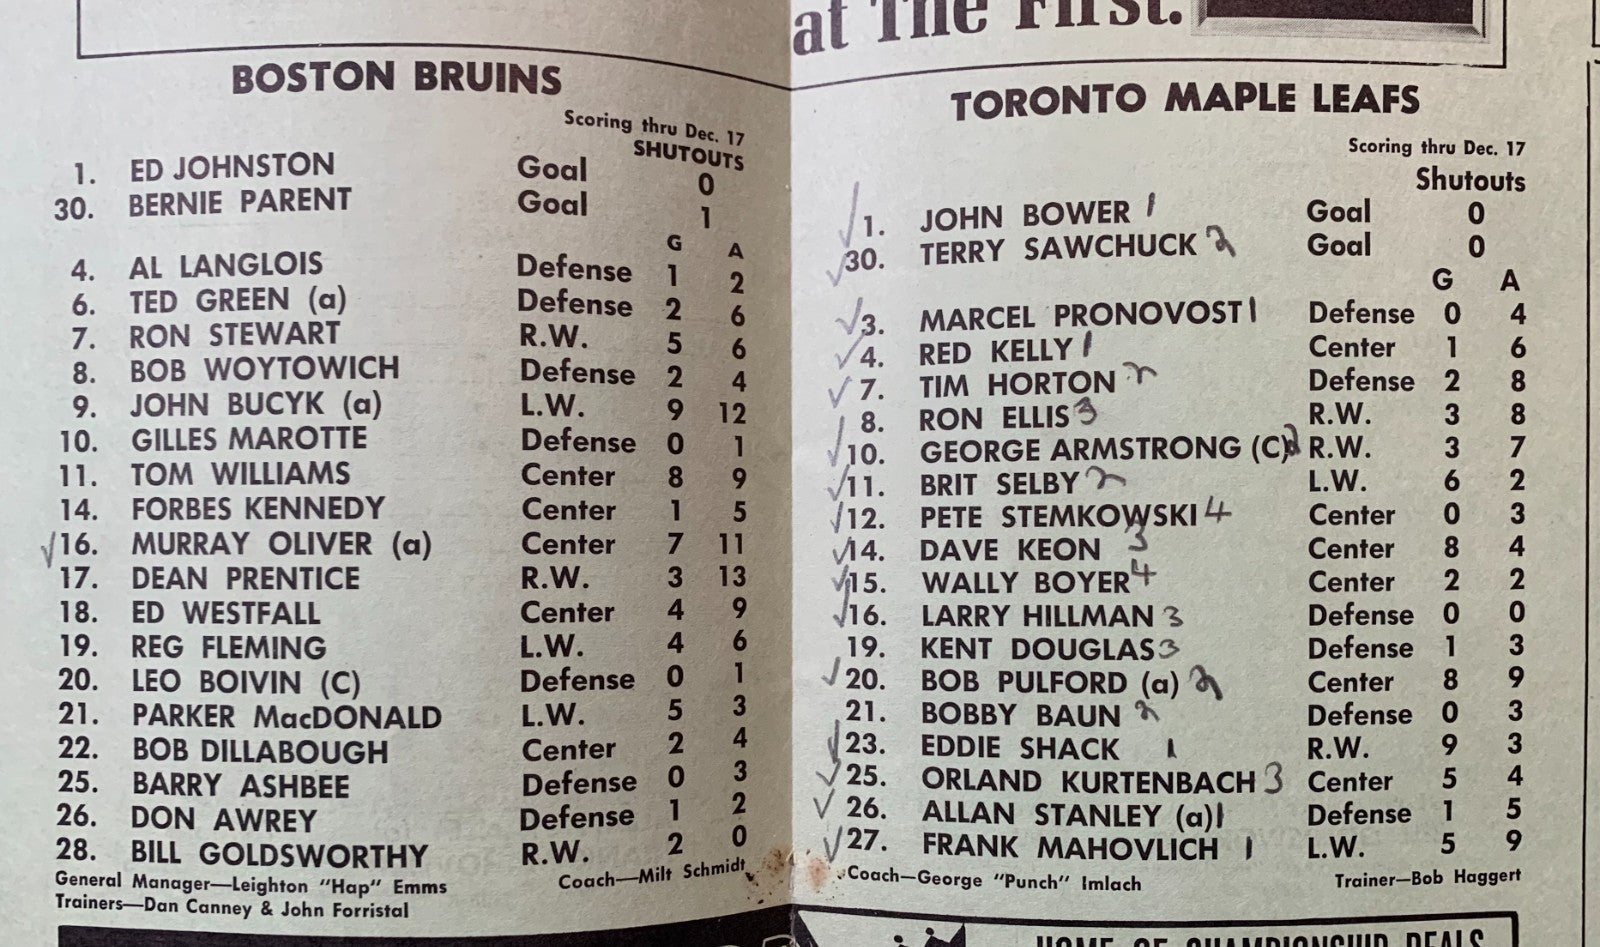 at The First.
BOSTON BRUINS
Scoring thru Dec. 17
SHUTOUTS
1. ED JOHNSTON Goal 0
30. BERNIE PARENT Goal 1
G A
4. AL LANGLOIS Defense 1 2
6. TED GREEN (a) Defense 2 6
7. RON STEWART R.W. 5 6
8. BOB WOYTOWICH Defense 2 4
9. JOHN BUCYK (a) L.W. 9 12
10. GILLES MAROTTE Defense 0 1
11. TOM WILLIAMS Center 8 9
14. FORBES KENNEDY Center 1 5
✓16. MURRAY OLIVER (a) Center 7 11
17. DEAN PRENTICE R.W. 3 13
18. ED WESTFALL Center 4 9
19. REG FLEMING L.W. 4 6
20. LEO BOIVIN (C) Defense 0 1
21. PARKER MacDONALD L.W. 5 3
22. BOB DILLABOUGH Center 2 4
25. BARRY ASHBEE Defense 0 3
26. DON AWREY Defense 1 2
28. BILL GOLDSWORTHY R.W. 2 0
General Manager—Leighton "Hap" Emms Coach—Milt Schmidt
Trainers—Dan Canney & John Forristal
TORONTO MAPLE LEAFS
Scoring thru Dec. 17
Shutouts
✓1. JOHN BOWER 1 Goal 0
✓30. TERRY SAWCHUCK 2 Goal 0
G A
✓3. MARCEL PRONOVOST 1 Defense 0 4
✓4. RED KELLY 1 Center 1 6
✓7. TIM HORTON 2 Defense 2 8
✓8. RON ELLIS 3 R.W. 3 8
✓10. GEORGE ARMSTRONG (C) 2 R.W. 3 7
✓11. BRIT SELBY 2 L.W. 6 2
✓12. PETE STEMKOWSKI 4 Center 0 3
✓14. DAVE KEON 3 Center 8 4
✓15. WALLY BOYER 4 Center 2 2
✓16. LARRY HILLMAN 3 Defense 0 0
19. KENT DOUGLAS 3 Defense 1 3
✓20. BOB PULFORD (a) 2 Center 8 9
21. BOBBY BAUN 2 Defense 0 3
✓23. EDDIE SHACK 1 R.W. 9 3
✓25. ORLAND KURTENBACH 3 Center 5 4
✓26. ALLAN STANLEY (a) 1 Defense 1 5
✓27. FRANK MAHOVLICH 1 L.W. 5 9
Coach—George "Punch" Imlach Trainer—Bob Haggert
HOME OF CHAMPIONSHIP DEALS